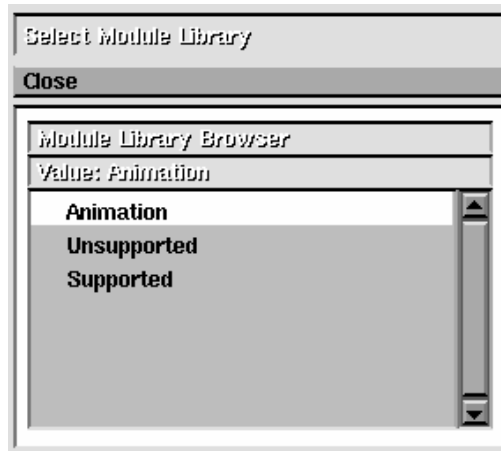 Select Module Library
Close
Module Library Browser
Value: Animation
Animation
Unsupported
Supported